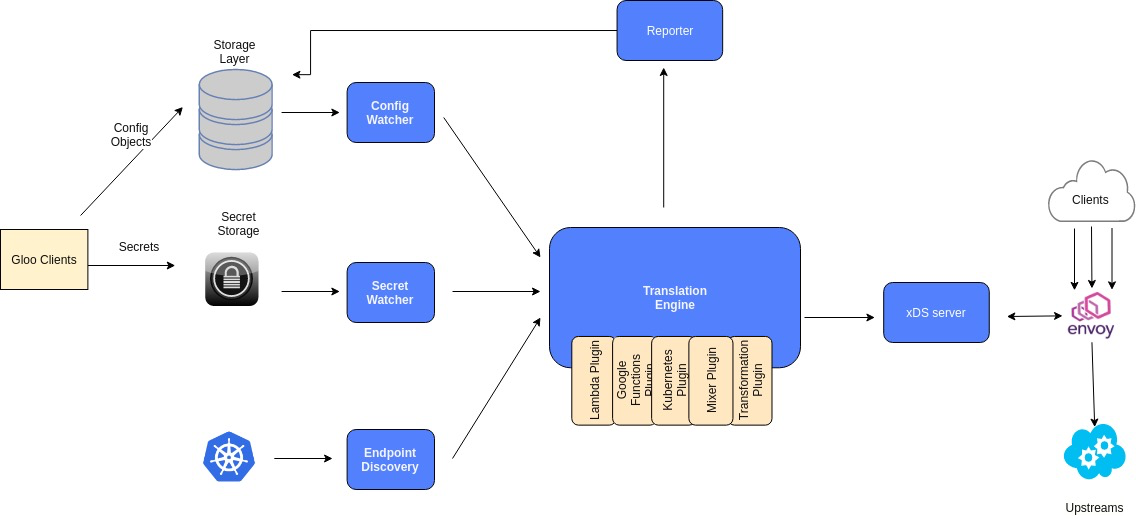 Reporter
Storage
Layer
Config
Watcher
Config
Objects
Clients
Secret
Storage
Gloo Clients
Secrets
Secret
Watcher
Translation
Engine
xDS server
envoy
Lambda Plugin
Google
Functions
Plugin
Kubernetes
Plugin
Mixer Plugin
Transformation
Plugin
Endpoint
Discovery
Upstreams